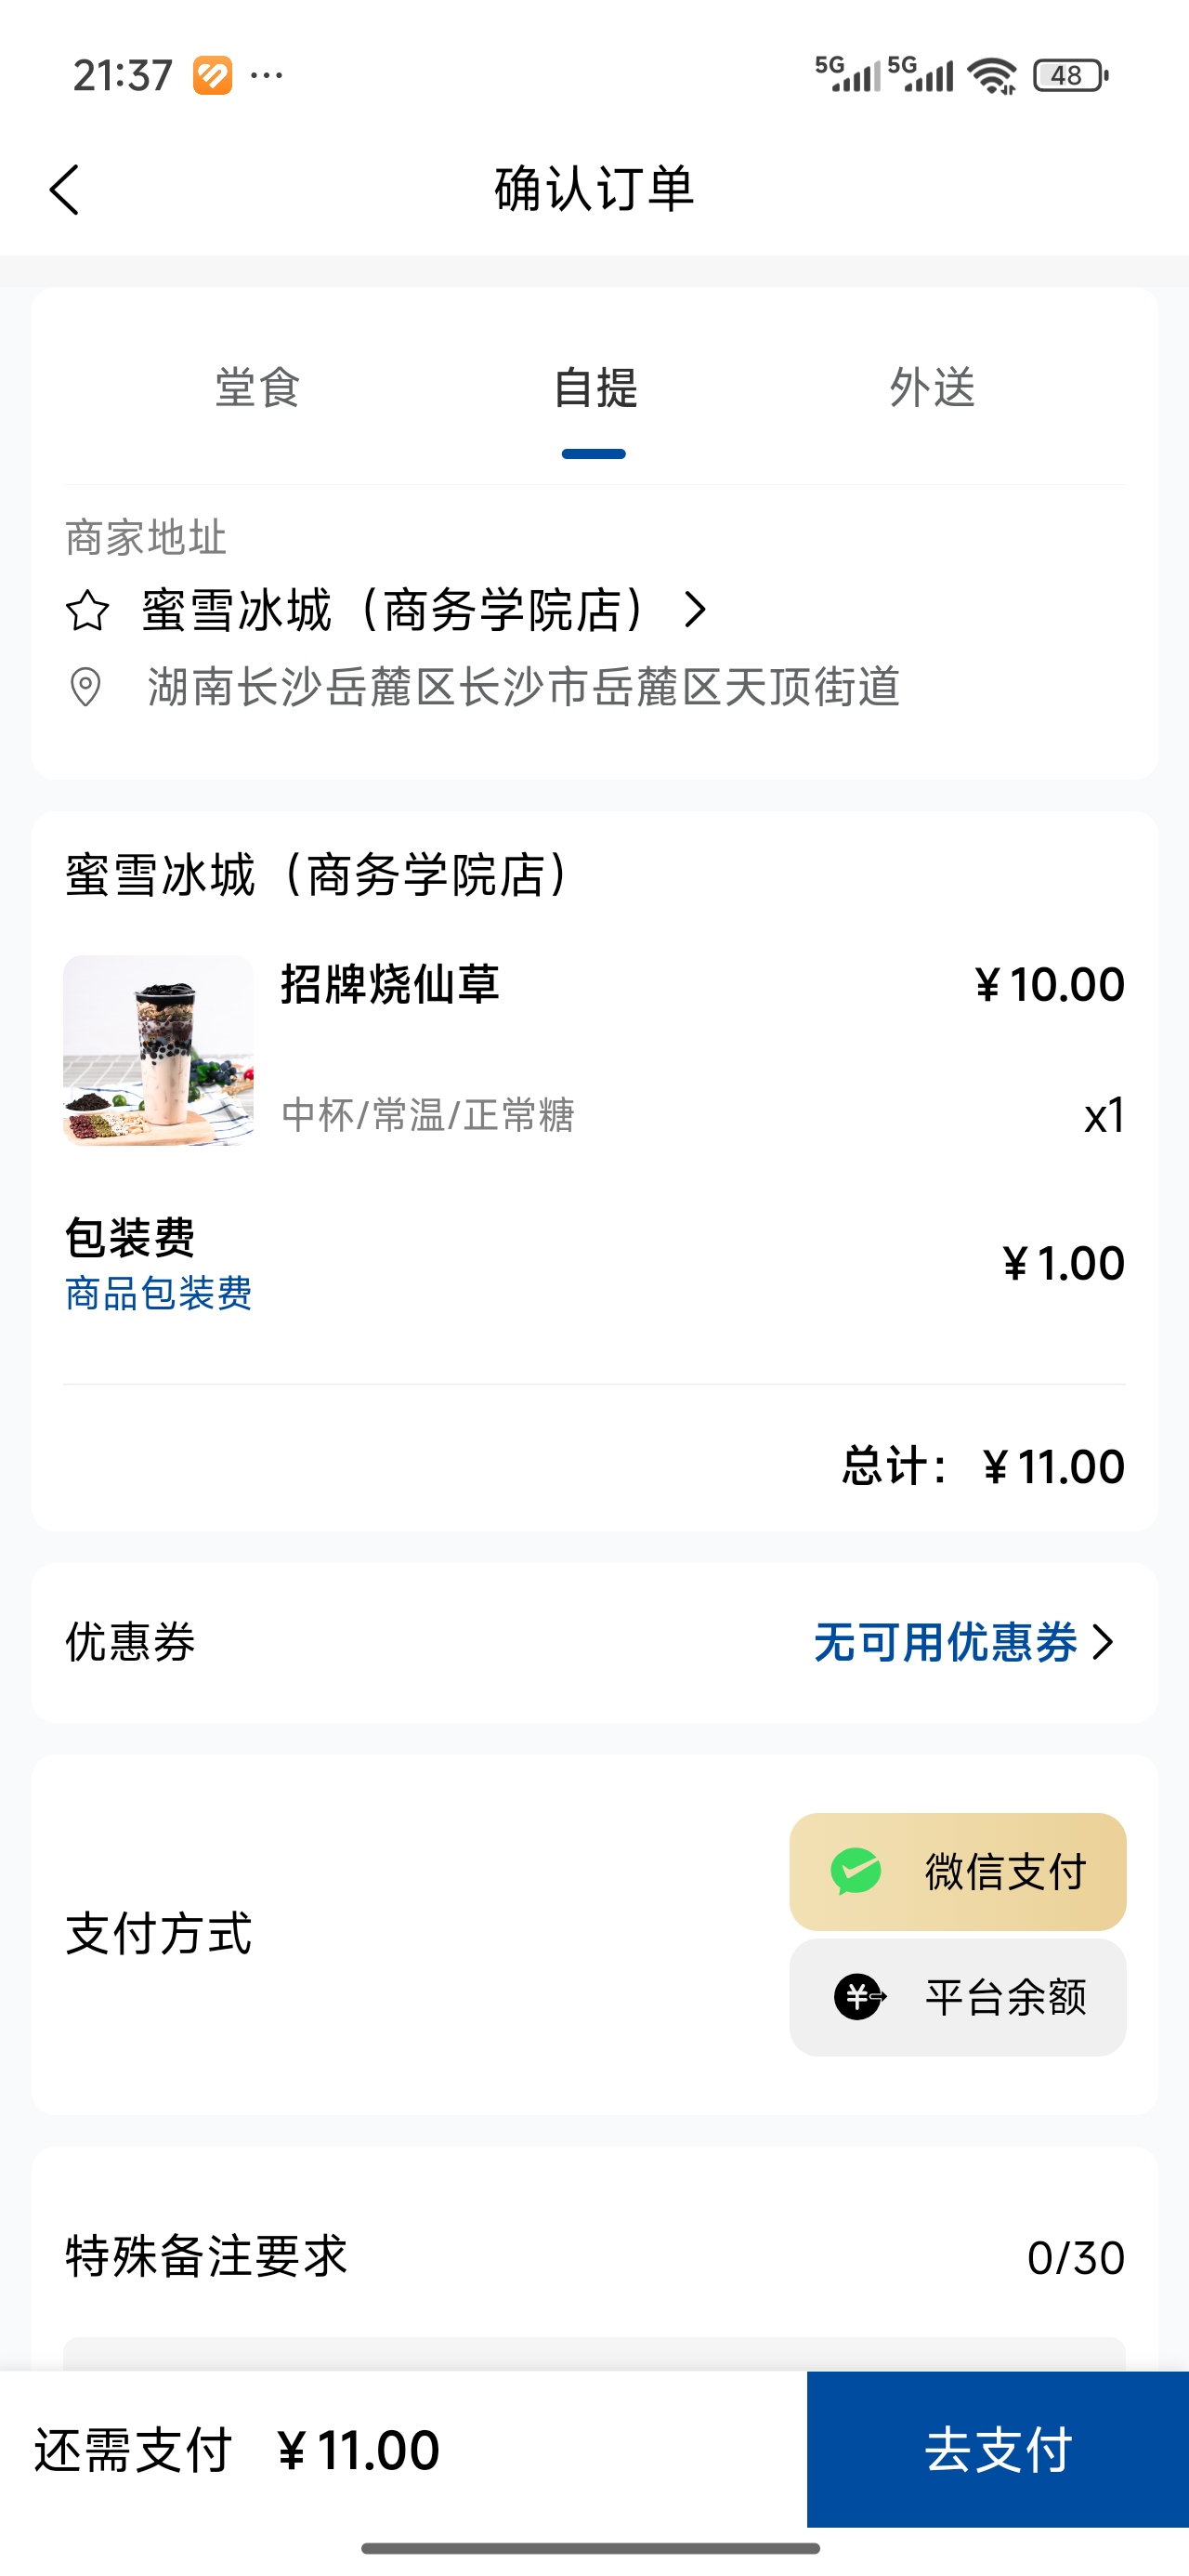 21:37 ... 5G 5G 48
确认订单
堂食 自提 外送
商家地址
蜜雪冰城（商务学院店）
湖南长沙岳麓区长沙市岳麓区天顶街道
蜜雪冰城（商务学院店）
招牌烧仙草 ¥10.00
中杯/常温/正常糖 x1
包装费 ¥1.00
商品包装费
总计： ¥11.00
优惠券 无可用优惠券
微信支付
支付方式
平台余额
特殊备注要求 0/30
还需支付 ¥11.00 去支付